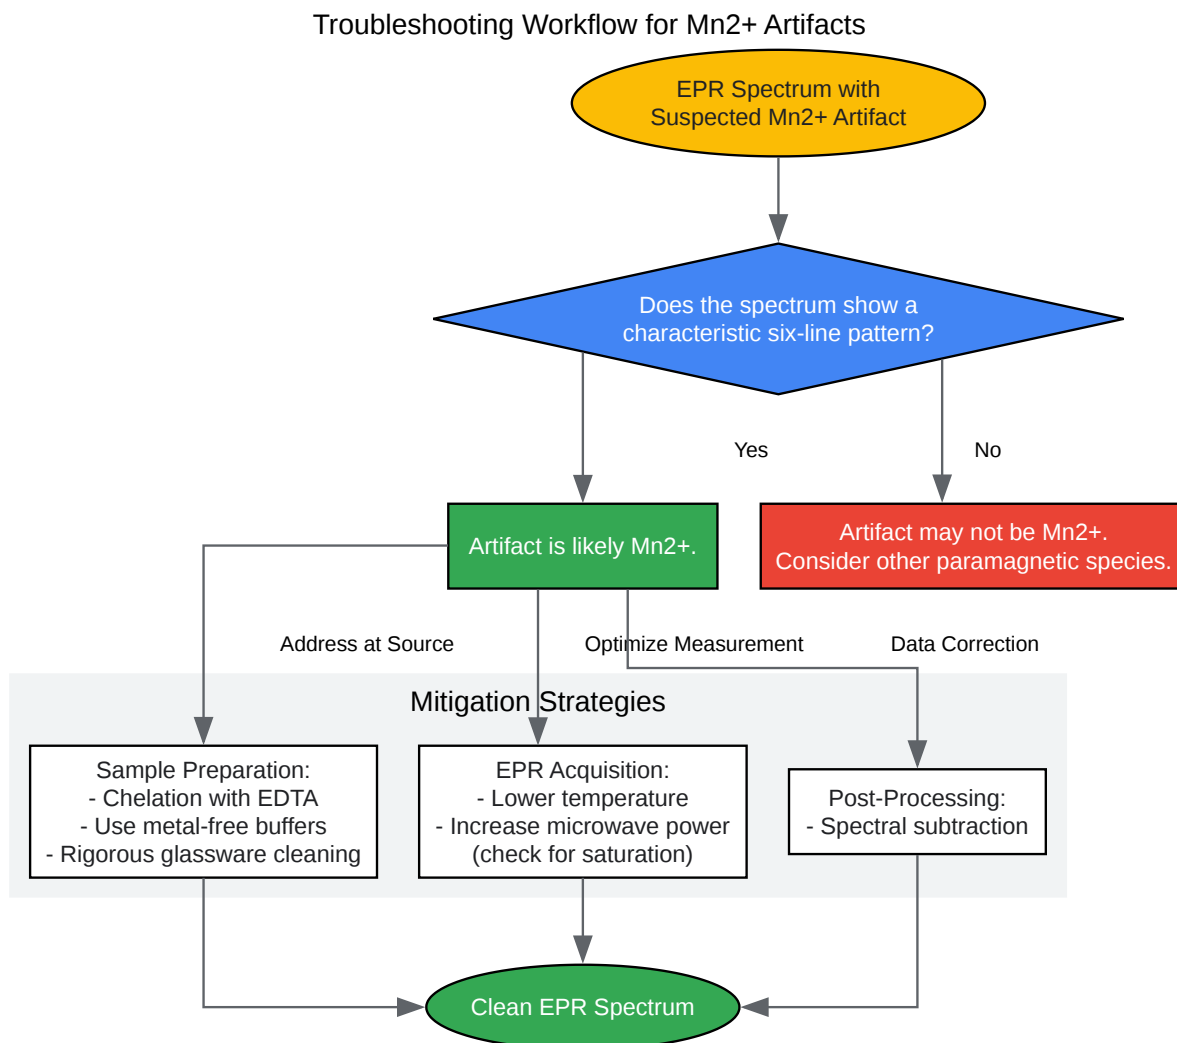 Troubleshooting Workflow for Mn2+ Artifacts
EPR Spectrum with
Suspected Mn2+ Artifact
Does the spectrum show a
characteristic six-line pattern?
Yes
No
Artifact is likely Mn2+.
Artifact may not be Mn2+.
Consider other paramagnetic species.
Address at Source
Optimize Measurement
Data Correction
Mitigation Strategies
Sample Preparation:
- Chelation with EDTA
- Use metal-free buffers
- Rigorous glassware cleaning
EPR Acquisition:
- Lower temperature
- Increase microwave power
(check for saturation)
Post-Processing:
- Spectral subtraction
Clean EPR Spectrum